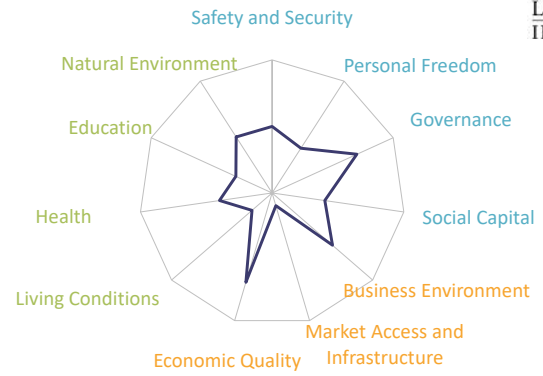 Safety and Security
Natural Environment
Personal Freedom
Education
Governance
Health
Social Capital
Living Conditions
Business Environment
Market Access and
Infrastructure
Economic Quality